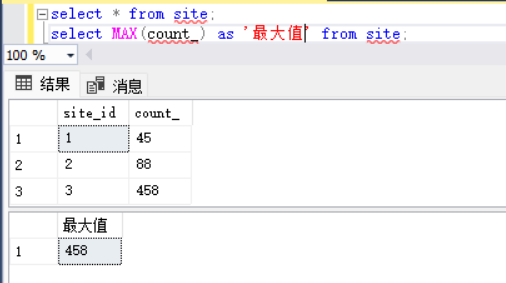 select * from site;
select MAX(count_) as '最大值' from site;
100 %
结果 消息
site_id count_
1 1 45
2 2 88
3 3 458
最大值
1 458